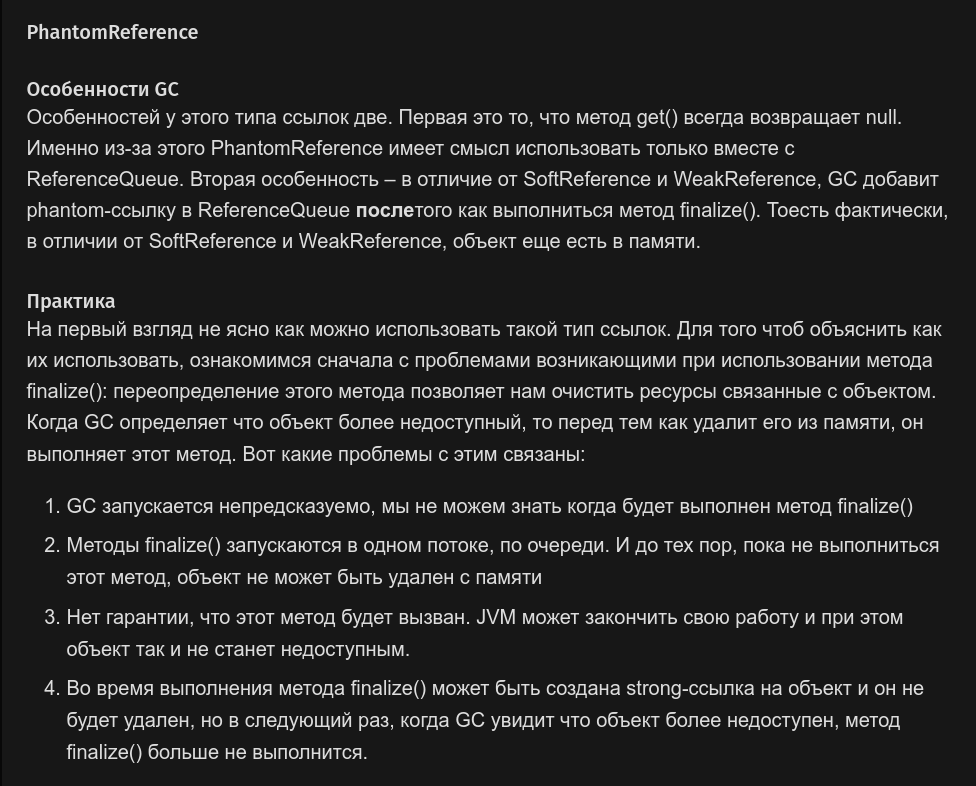 PhantomReference
Особенности GC
Особенностей у этого типа ссылок две. Первая это то, что метод get() всегда возвращает null.
Именно из-за этого PhantomReference имеет смысл использовать только вместе с
ReferenceQueue. Вторая особенность – в отличие от SoftReference и WeakReference, GC добавит
phantom-ссылку в ReferenceQueue послетого как выполниться метод finalize(). Тоесть фактически,
в отличии от SoftReference и WeakReference, объект еще есть в памяти.
Практика
На первый взгляд не ясно как можно использовать такой тип ссылок. Для того чтоб объяснить как
их использовать, ознакомимся сначала с проблемами возникающими при использовании метода
finalize(): переопределение этого метода позволяет нам очистить ресурсы связанные с объектом.
Когда GC определяет что объект более недоступный, то перед тем как удалит его из памяти, он
выполняет этот метод. Вот какие проблемы с этим связаны:
1. GC запускается непредсказуемо, мы не можем знать когда будет выполнен метод finalize()
2. Методы finalize() запускаются в одном потоке, по очереди. И до тех пор, пока не выполниться
этот метод, объект не может быть удален с памяти
3. Нет гарантии, что этот метод будет вызван. JVM может закончить свою работу и при этом
объект так и не станет недоступным.
4. Во время выполнения метода finalize() может быть создана strong-ссылка на объект и он не
будет удален, но в следующий раз, когда GC увидит что объект более недоступен, метод
finalize() больше не выполнится.